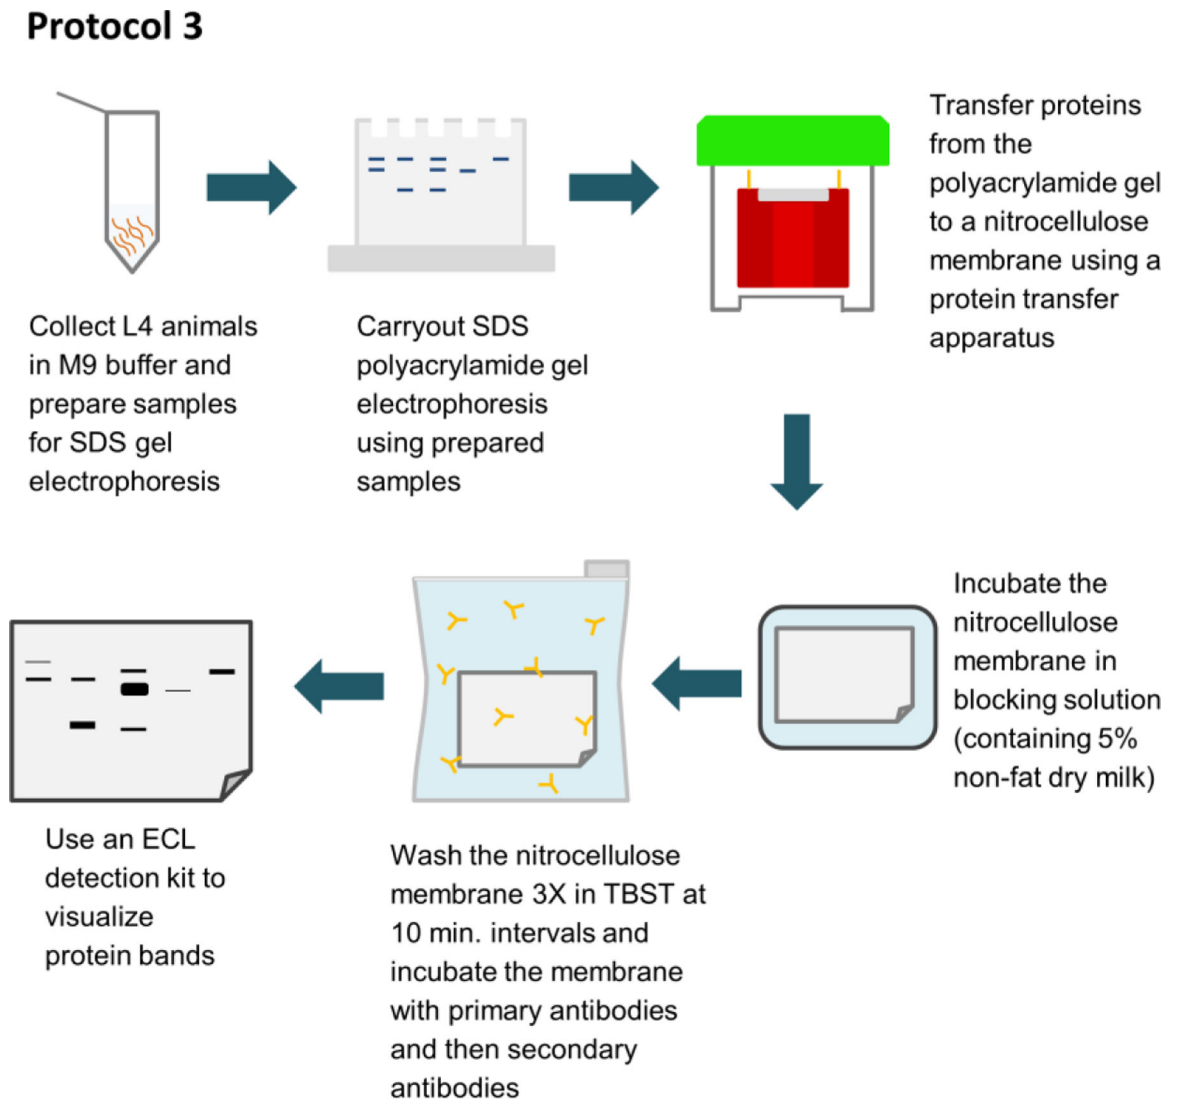 Protocol 3
Collect L4 animals
in M9 buffer and
prepare samples
for SDS gel
electrophoresis
Carryout SDS
polyacrylamide gel
electrophoresis
using prepared
samples
Transfer proteins
from the
polyacrylamide gel
to a nitrocellulose
membrane using a
protein transfer
apparatus
Incubate the
nitrocellulose
membrane in
blocking solution
(containing 5%
non-fat dry milk)
Wash the nitrocellulose
membrane 3X in TBST at
10 min. intervals and
incubate the membrane
with primary antibodies
and then secondary
antibodies
Use an ECL
detection kit to
visualize
protein bands